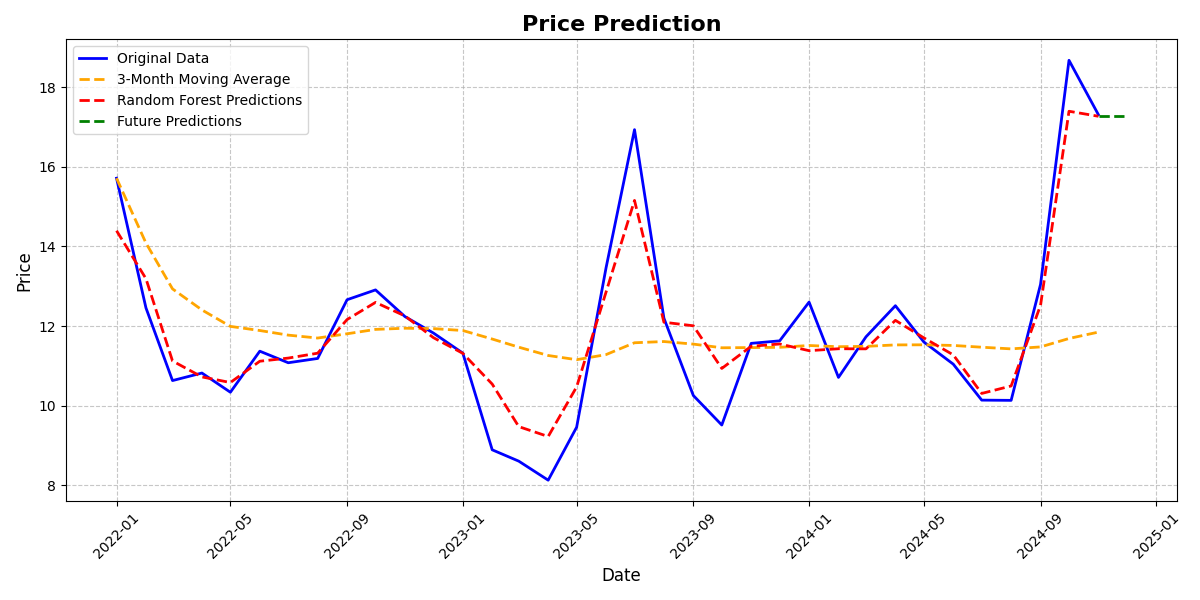 Price Prediction
Original Data
3-Month Moving Average
Random Forest Predictions
Future Predictions
Price
18
16
14
12
10
8
2022-01
2022-05
2022-09
2023-01
2023-05
2023-09
2024-01
2024-05
2024-09
2025-01
Date